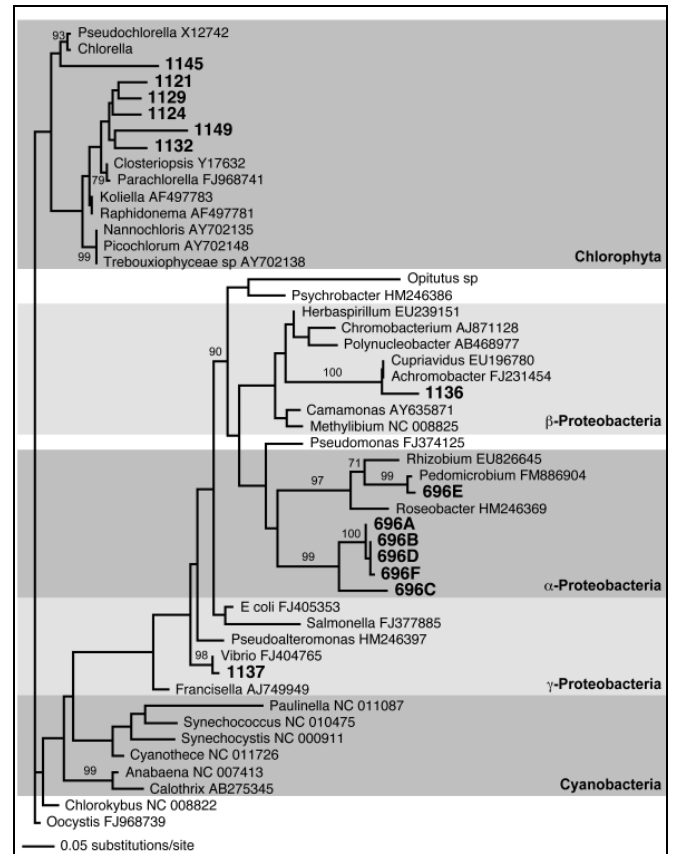 93
Pseudochlorella X12742
Chlorella
1145
1121
1129
1124
1149
1132
Closteriopsis Y17632
79
Parachlorella FJ968741
Koliella AF497783
Raphidonema AF497781
Nannochloris AY702135
Picochlorum AY702148
99
Trebouxiophyceae sp AY702138
Chlorophyta
Opitutus sp
Psychrobacter HM246386
Herbaspirillum EU239151
Chromobacterium AJ871128
Polynucleobacter AB468977
90
Cupriavidus EU196780
100
Achromobacter FJ231454
1136
Camamonas AY635871
Methylibium NC 008825
β-Proteobacteria
Pseudomonas FJ374125
71
Rhizobium EU826645
97
99
Pedomicrobium FM886904
696E
Roseobacter HM246369
696A
100
696B
99
696D
696F
696C
α-Proteobacteria
E coli FJ405353
Salmonella FJ377885
Pseudoalteromonas HM246397
98
Vibrio FJ404765
1137
Francisella AJ749949
γ-Proteobacteria
Paulinella NC 011087
Synechococcus NC 010475
Synechocystis NC 000911
Cyanothece NC 011726
99
Anabaena NC 007413
Calothrix AB275345
Cyanobacteria
Chlorokybus NC 008822
Oocystis FJ968739
0.05 substitutions/site